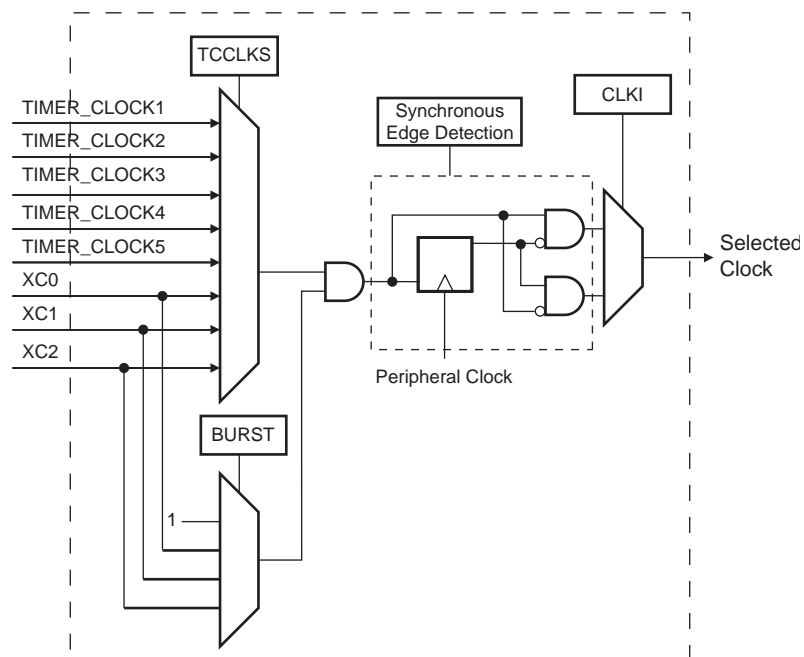 TCCLKS
TIMER_CLOCK1
TIMER_CLOCK2
TIMER_CLOCK3
TIMER_CLOCK4
TIMER_CLOCK5
XC0
XC1
XC2
Synchronous
Edge Detection
CLKI
Selected
Clock
Peripheral Clock
BURST
1